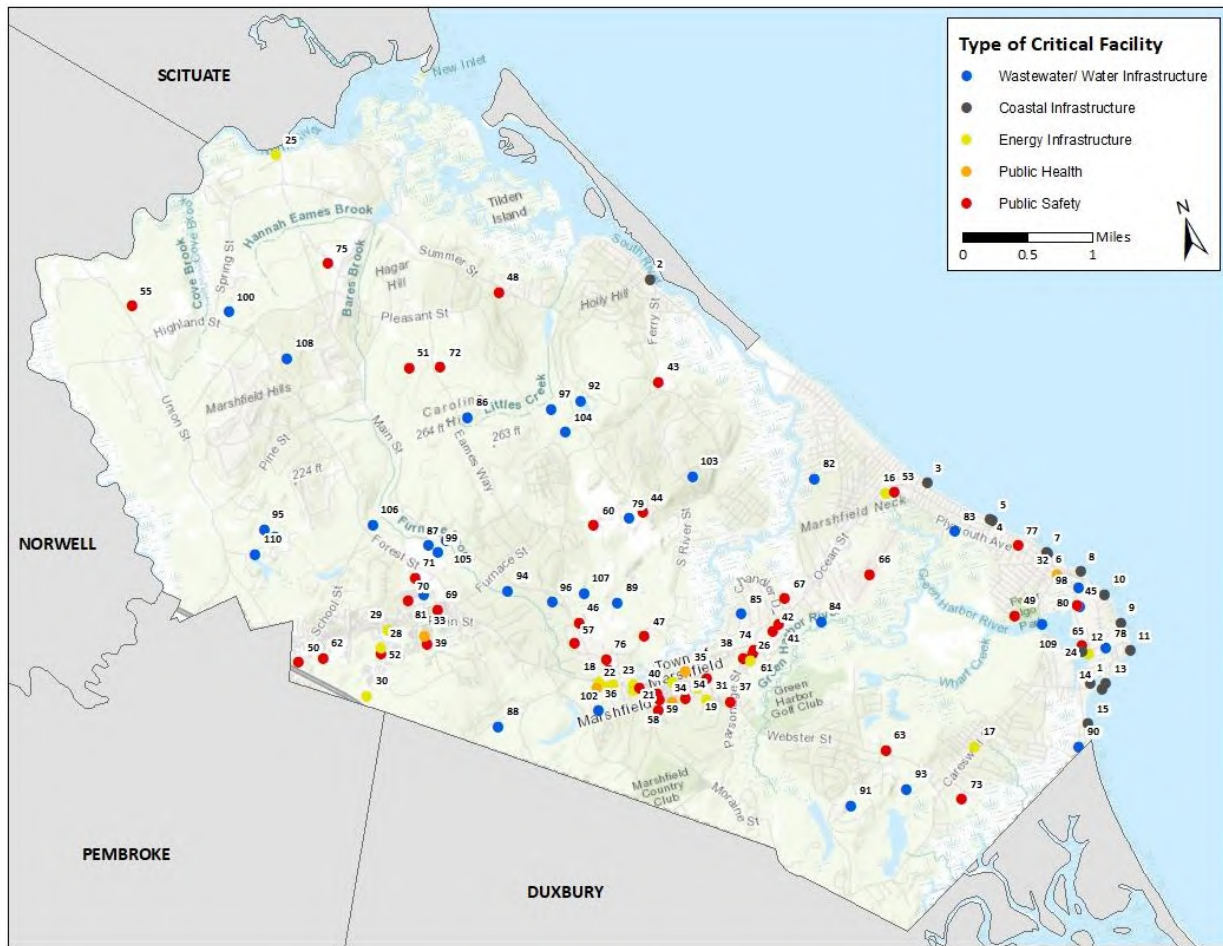 Type of Critical Facility
Wastewater/ Water Infrastructure
Coastal Infrastructure
Energy Infrastructure
Public Health
Public Safety
N
Miles
0 0.5 1
SCITUATE
New Inlet
25
Tilden
Island
Hannah Eames Brook
Cove Brook
Spring St
Bares Brook
75
Hagar
Hill
Summer St
48
South River
2
Holly Hill
55
100
Highland St
Pleasant St
Ferry St
108
51
72
43
Marshfield Hills
Union St
86
Littles Creek
97
92
104
264 ft
263 ft
Main St
Eames Way
Pine St
224 ft
103
82
16
53
3
Marshfield Neck
5
4
83
Plymouth Ave
77
7
6
32
8
98
10
9
45
80
49
95
110
NORWELL
106
87
99
105
Forest St
71
70
60
79
44
S River St
Ocean St
66
Furnace St
94
96
107
89
67
85
84
Green Harbor River
Green Harbor River
109
65
12
78
11
24
1
13
14
15
90
School St
29
28
81
33
69
39
52
50
62
30
46
57
76
47
42
41
38
74
26
61
35
Town
Marshfield
18
22
23
40
102
36
21
34
54
31
37
58
59
19
Marshfield
Parsonage St
Green
Harbor
Golf Club
Wharf Creek
Webster St
63
17
93
91
73
88
Marshfield
Country
Club
Moraine St
PEMBROKE
DUXBURY